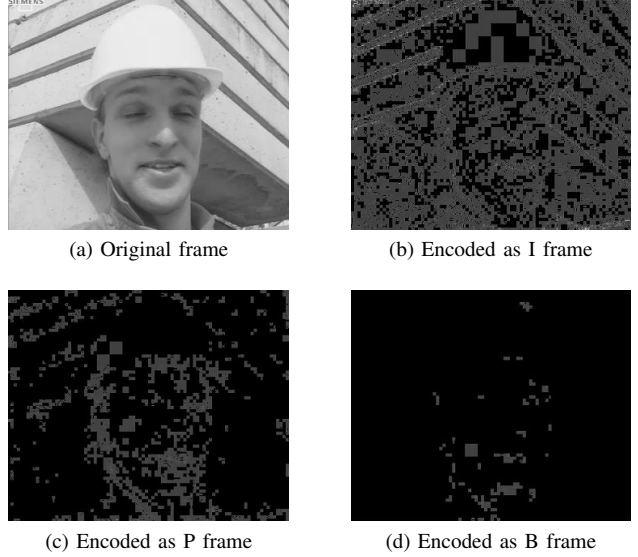 SIEMENS
(a) Original frame
(b) Encoded as I frame
(c) Encoded as P frame
(d) Encoded as B frame